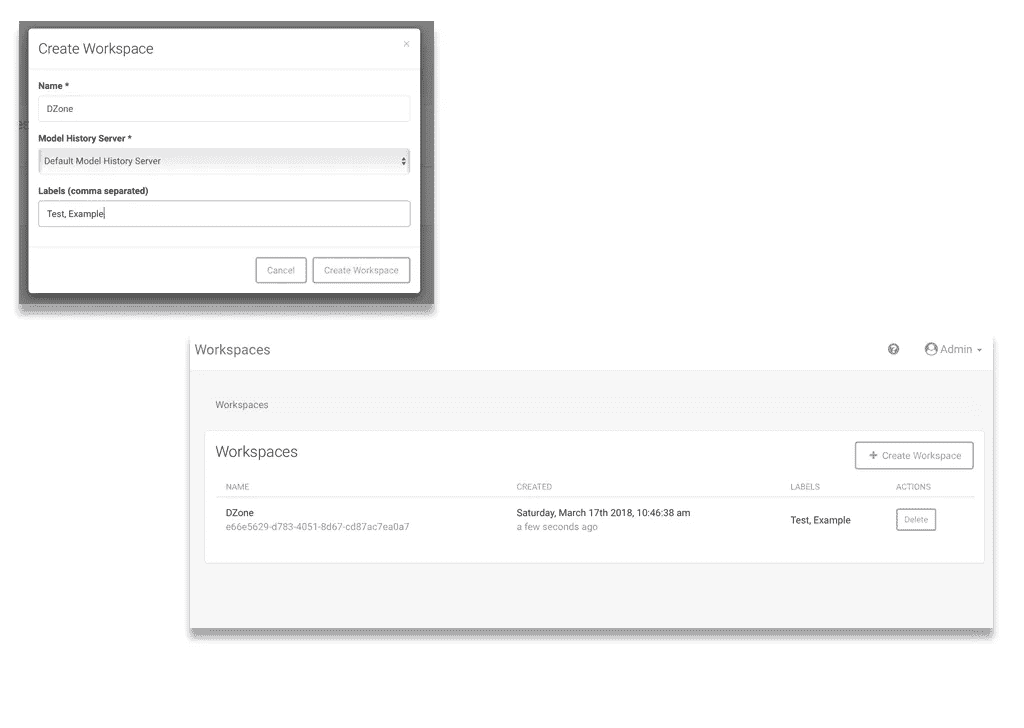 Create Workspace ×
Name *
DZone
Model History Server *
Default Model History Server
Labels (comma separated)
Test, Example
Cancel Create Workspace
Workspaces Admin
Workspaces
Workspaces + Create Workspace
NAME CREATED LABELS ACTIONS
DZone Saturday, March 17th 2018, 10:46:38 am Test, Example Delete
e66e5629-d783-4051-8d67-cd87ac7ea0a7 a few seconds ago